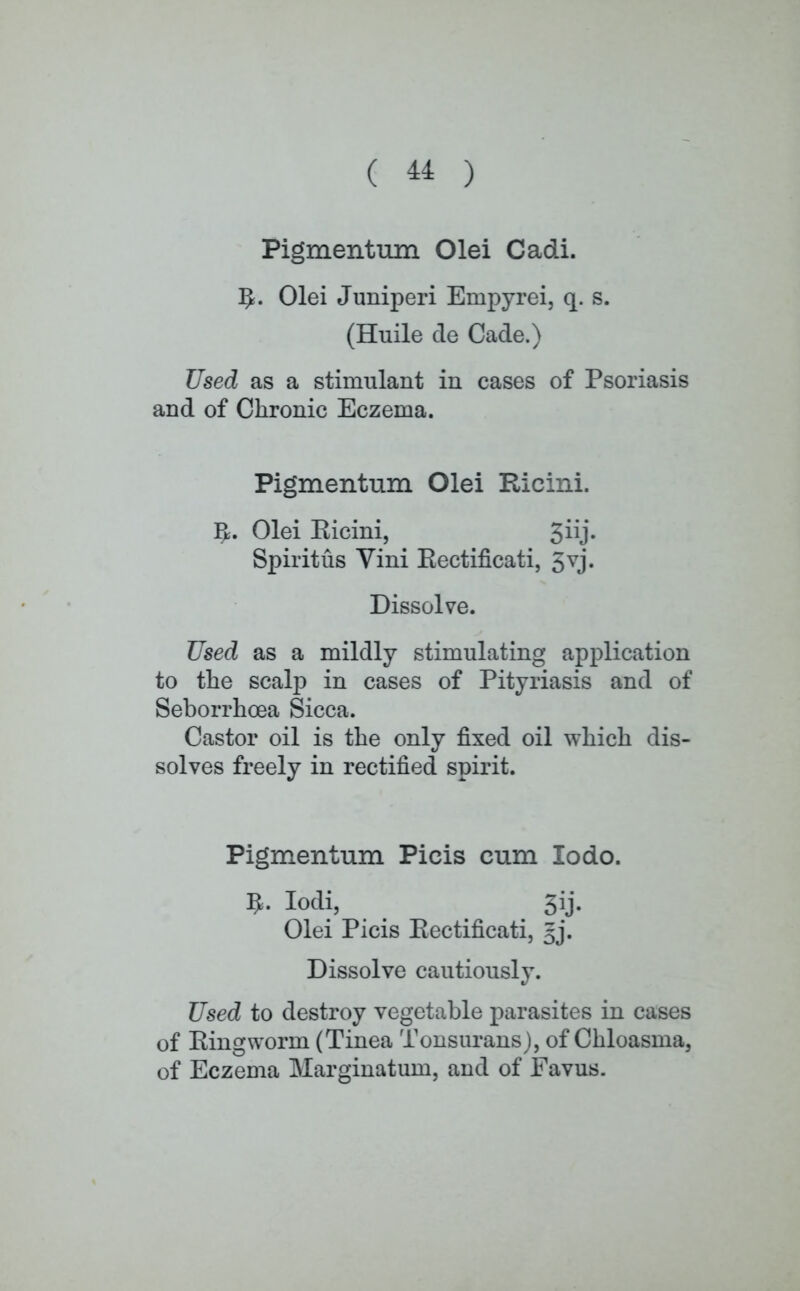 ( 44 )
Pigmentum Olei Cadi.
℞. Olei Juniperi Empyrei, q. s.
(Huile de Cade.)
Used as a stimulant in cases of Psoriasis
and of Chronic Eczema.
Pigmentum Olei Ricini.
℞. Olei Ricini, ʒiij.
Spiritûs Vini Rectificati, ʒvj.
Dissolve.
Used as a mildly stimulating application
to the scalp in cases of Pityriasis and of
Seborrhœa Sicca.
Castor oil is the only fixed oil which dis-
solves freely in rectified spirit.
Pigmentum Picis cum Iodo.
℞. Iodi, ʒij.
Olei Picis Rectificati, ℥j.
Dissolve cautiously.
Used to destroy vegetable parasites in cases
of Ringworm (Tinea Tonsurans), of Chloasma,
of Eczema Marginatum, and of Favus.